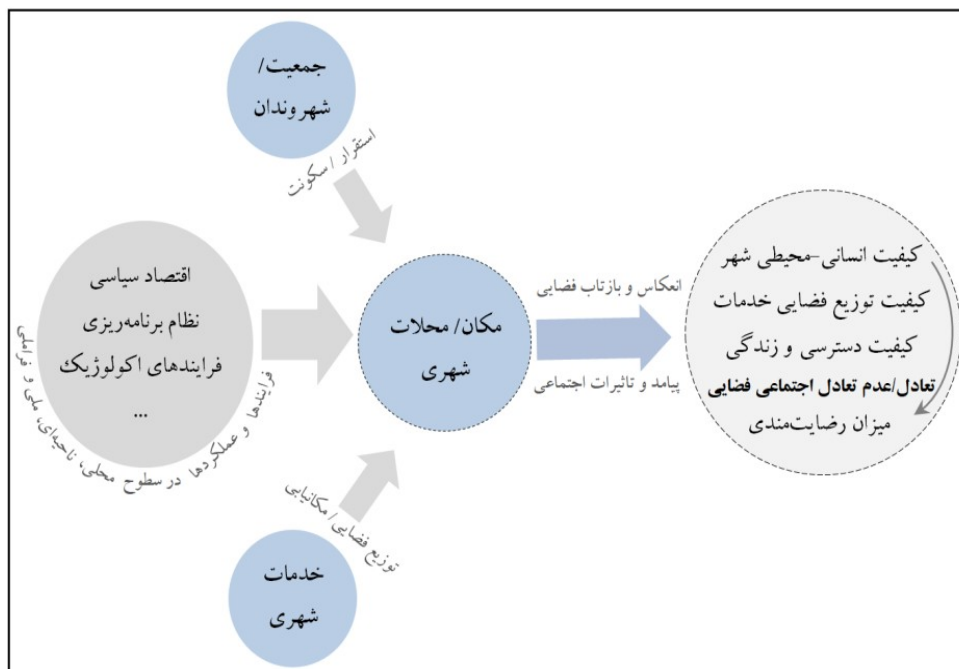 جمعیت/
شهروندان
استقرار / سکونت
اقتصاد سیاسی
نظام برنامه‌ریزی
فرایندهای اکولوژیک
...
فرایندها و عملکردها در سطوح محلی، ناحیه‌ای، ملی و فراملی
مکان/ محلات
شهری
توزیع فضایی/مکانیابی
خدمات
شهری
انعکاس و بازتاب فضایی
پیامد و تاثیرات اجتماعی
کیفیت انسانی-محیطی شهر
کیفیت توزیع فضایی خدمات
کیفیت دسترسی و زندگی
تعادل/عدم تعادل اجتماعی فضایی
میزان رضایت‌مندی